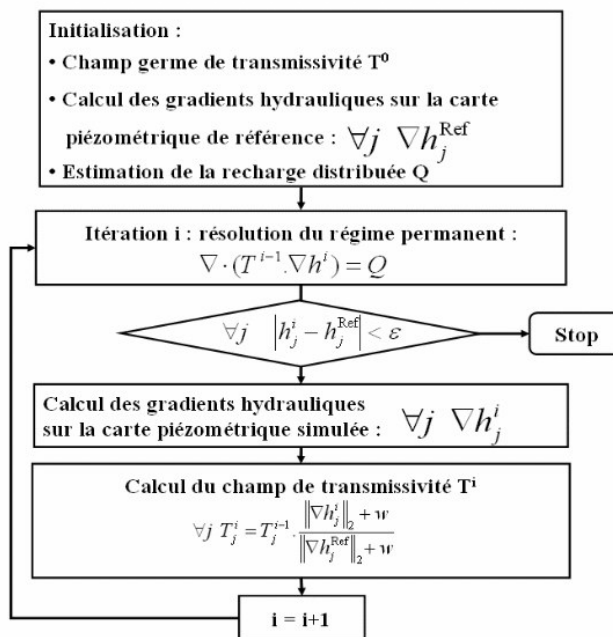 Initialisation :
• Champ germe de transmissivité T⁰
• Calcul des gradients hydrauliques sur la carte
piézométrique de référence : ∀j ∇h_j^Ref
• Estimation de la recharge distribuée Q
Itération i : résolution du régime permanent :
∇·(T^{i-1}.∇h^i) = Q
∀j |h_j^i − h_j^Ref| < ε
Stop
Calcul des gradients hydrauliques
sur la carte piézométrique simulée : ∀j ∇h_j^i
Calcul du champ de transmissivité Tⁱ
∀j T_j^i = T_j^{i-1} . (‖∇h_j^i‖₂ + w) / (‖∇h_j^Ref‖₂ + w)
i = i+1